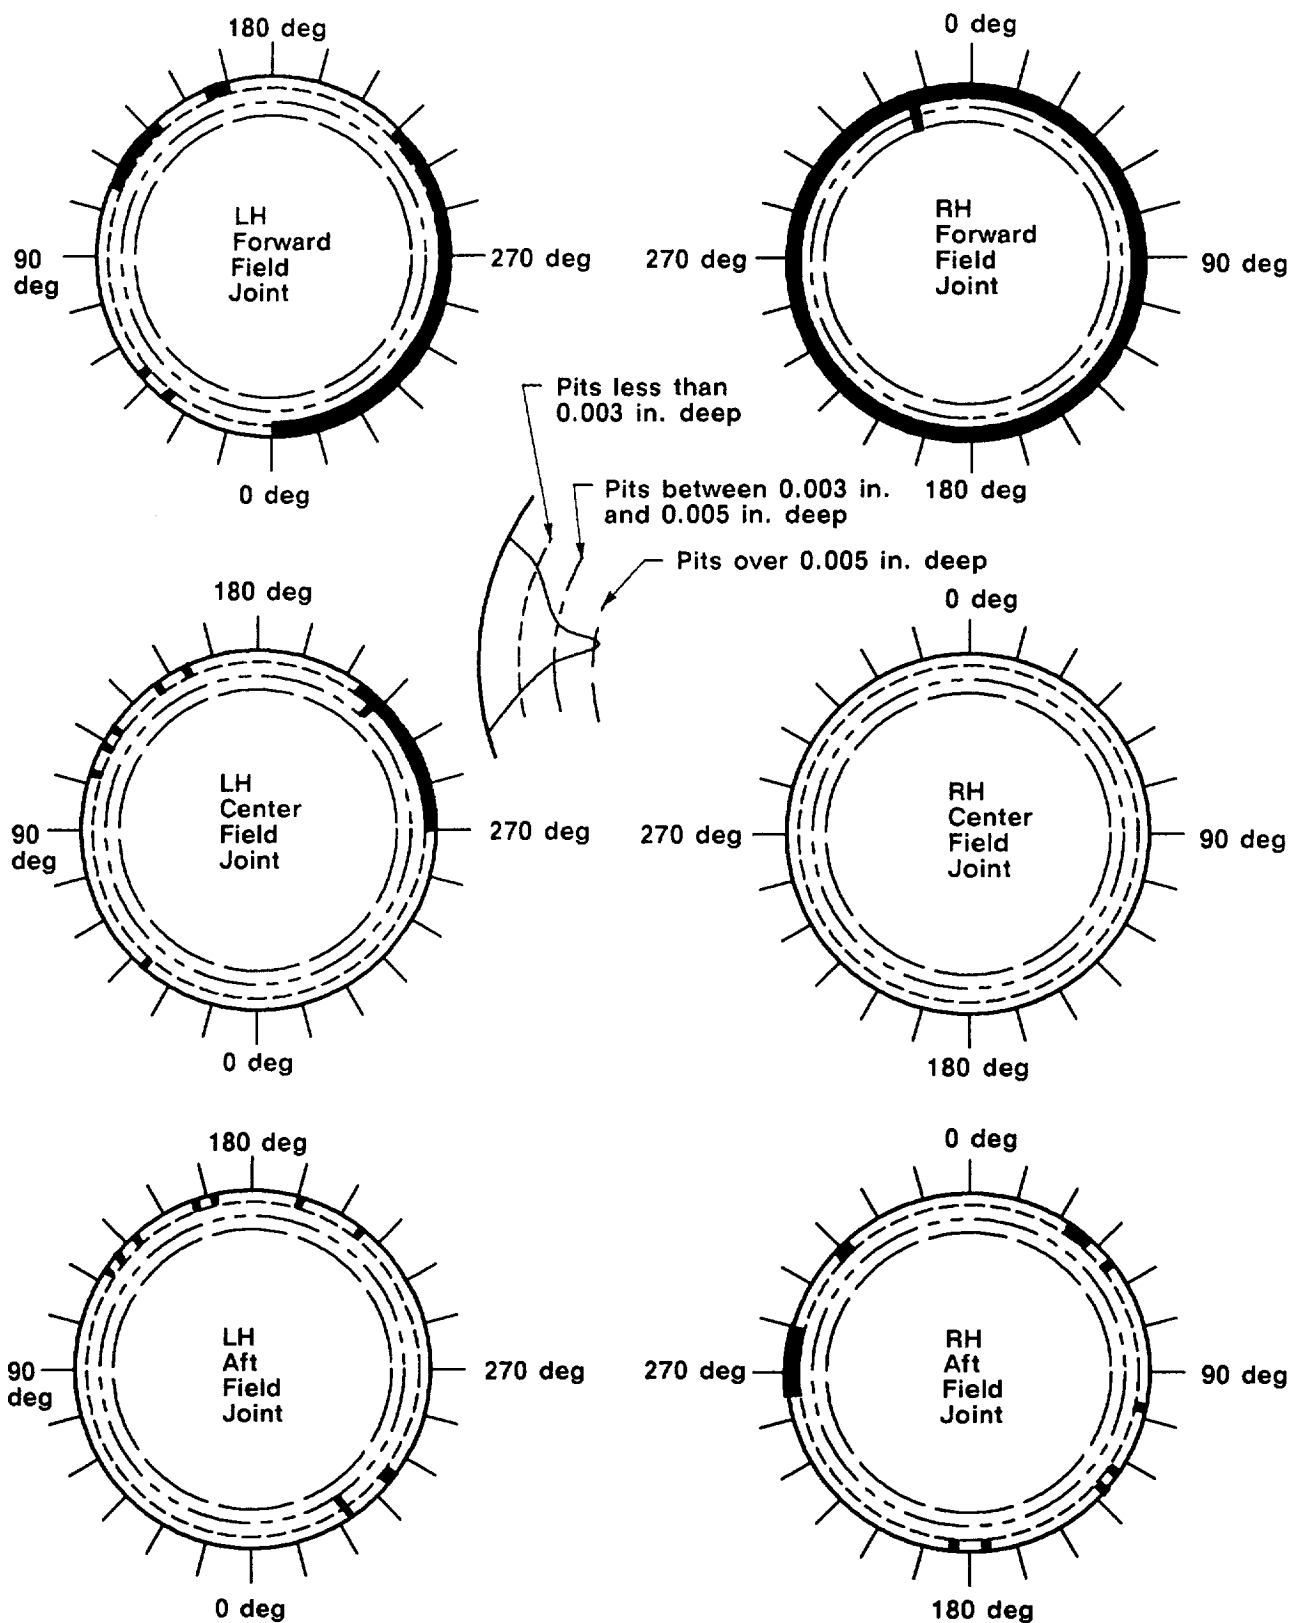 180 deg
LH
Forward
Field
Joint
90
deg
270 deg
0 deg
0 deg
RH
Forward
Field
Joint
270 deg
90 deg
180 deg
Pits less than
0.003 in. deep
Pits between 0.003 in.
and 0.005 in. deep
Pits over 0.005 in. deep
180 deg
LH
Center
Field
Joint
90
deg
270 deg
0 deg
0 deg
RH
Center
Field
Joint
270 deg
90 deg
180 deg
180 deg
LH
Aft
Field
Joint
90
deg
270 deg
0 deg
0 deg
RH
Aft
Field
Joint
270 deg
90 deg
180 deg